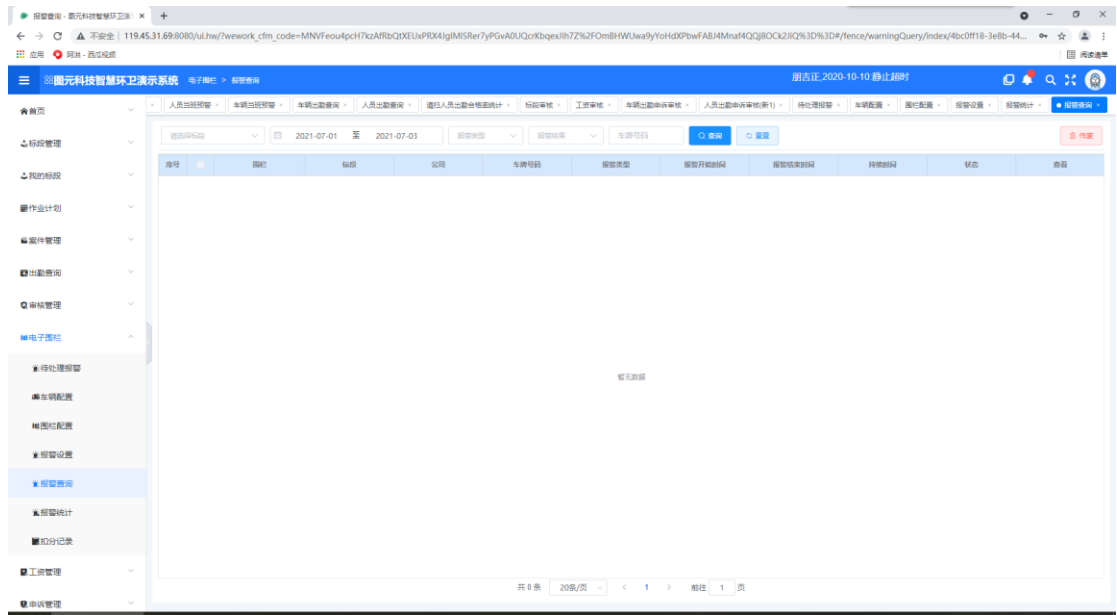 报警查询 - 图元科技智慧环卫演
不安全 | 119.45.31.69:8080/ui.hw/?wework_cfm_code=MNVFeou4pcH7kzAfRbQtXEUxPRX4JgIMISRer7yPGvA0UQcrKbqexJih7Z%2FOmBHWUwa9yYoHdXPbwFABJ4Mnaf4QQj8OCk2JIQ%3D%3D#/fence/warningQuery/index/4bc0ff18-3e8b-44...
应用 阿洪 - 西瓜视频 阅读清单
图元科技智慧环卫演示系统 电子围栏 > 报警查询 朋吉正,2020-10-10 静止超时
人员当班预警 × 车辆当班预警 × 车辆出勤查询 × 人员出勤查询 × 道扫人员出勤合格率统计 × 标段审核 × 工资审核 × 车辆出勤申诉审核 × 人员出勤申诉审核(新1) × 待处理报警 × 车辆配置 × 围栏配置 × 报警设置 × 报警统计 × 报警查询 ×
请选择标段 2021-07-01 至 2021-07-03 报警类型 报警结果 车牌号码 查询 重置 作废
序号 围栏 标段 公司 车牌号码 报警类型 报警开始时间 报警结束时间 持续时间 状态 查看
首页
标段管理
我的标段
作业计划
案件管理
出勤查询
审核管理
电子围栏
待处理报警
车辆配置
围栏配置
报警设置
报警查询
报警统计
扣分记录
工资管理
申诉管理
暂无数据
共 0 条 20条/页 < 1 > 前往 1 页